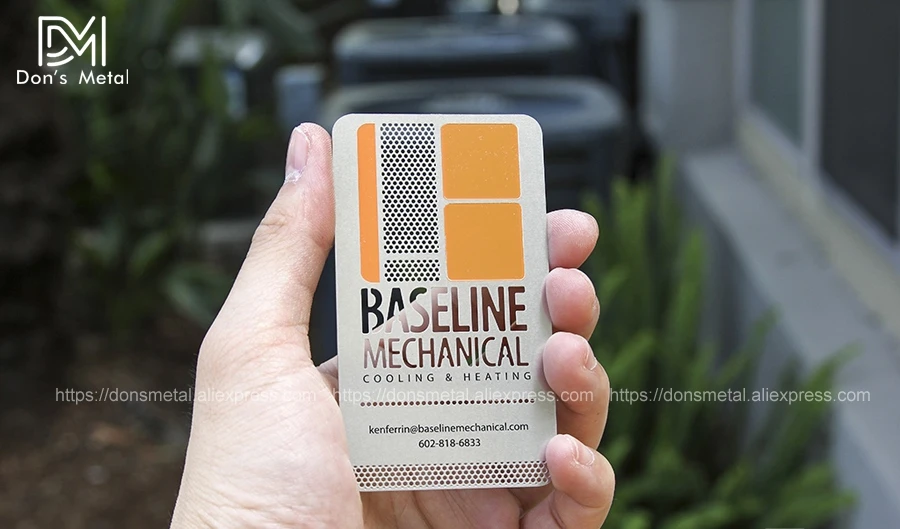 DM
Don's Metal
BASELINE
MECHANICAL
COOLING & HEATING
https://donsmetal.aliexpress.com https://donsmetal.aliexpress.com https://donsmetal.aliexpress.com
kenferrin@baselinemechanical.com
602-818-6833